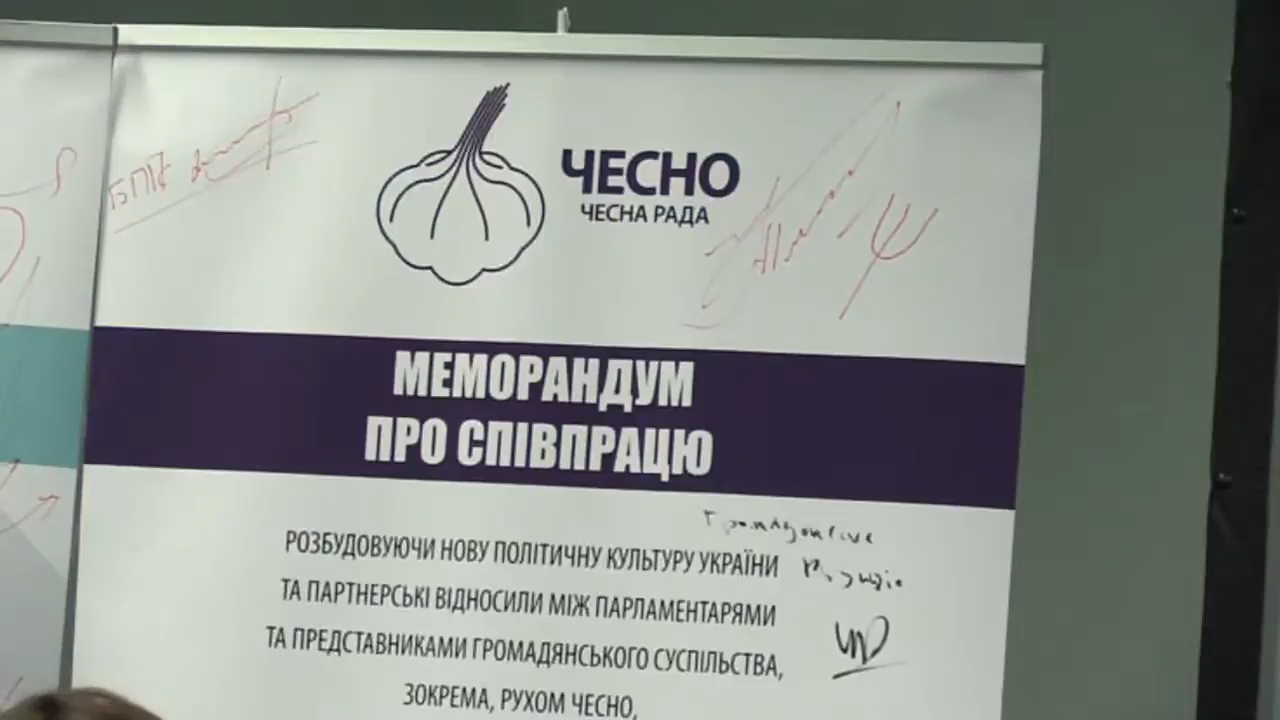 ЧЕСНО
ЧЕСНА РАДА
МЕМОРАНДУМ
ПРО СПІВПРАЦЮ
РОЗБУДОВУЮЧИ НОВУ ПОЛІТИЧНУ КУЛЬТУРУ УКРАЇНИ
ТА ПАРТНЕРСЬКІ ВІДНОСИЛИ МІЖ ПАРЛАМЕНТАРЯМИ
ТА ПРЕДСТАВНИКАМИ ГРОМАДЯНСЬКОГО СУСПІЛЬСТВА,
ЗОКРЕМА, РУХОМ ЧЕСНО,